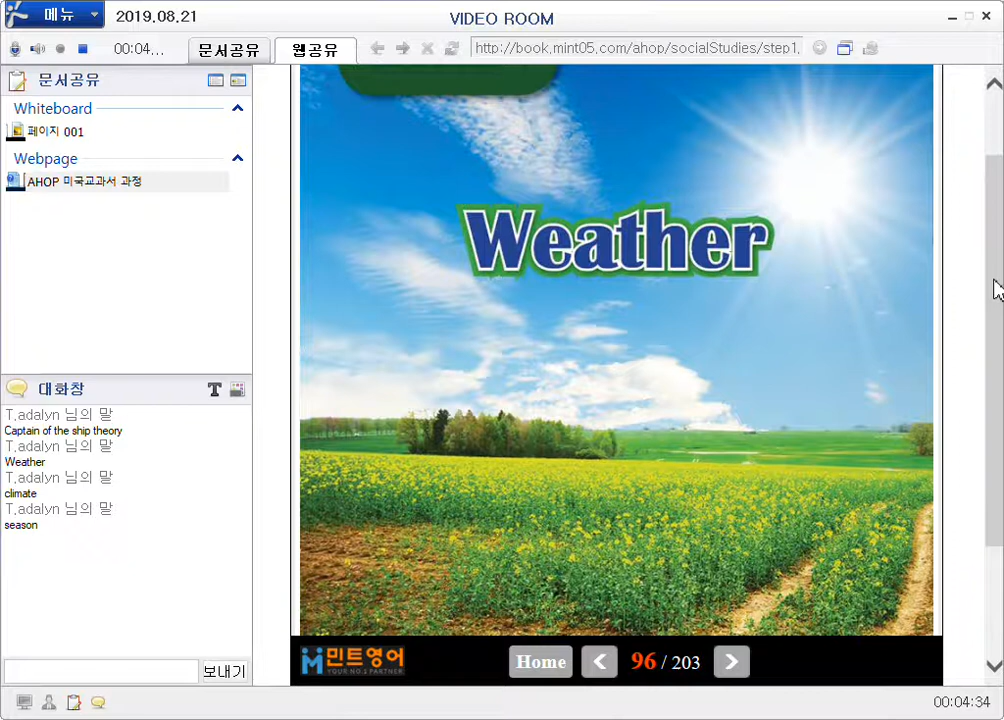 메뉴 2019.08.21 VIDEO ROOM
00:04... 문서공유 웹공유 http://book.mint05.com/ahop/socialStudies/step1,
문서공유
Whiteboard
페이지 001
Webpage
AHOP 미국교과서 과정
Weather
대화창 T
T.adalyn 님의 말
Captain of the ship theory
T.adalyn 님의 말
Weather
T.adalyn 님의 말
climate
T.adalyn 님의 말
season
보내기
민트영어
YOUR NO.1 PARTNER
Home < 96 / 203 >
00:04:34